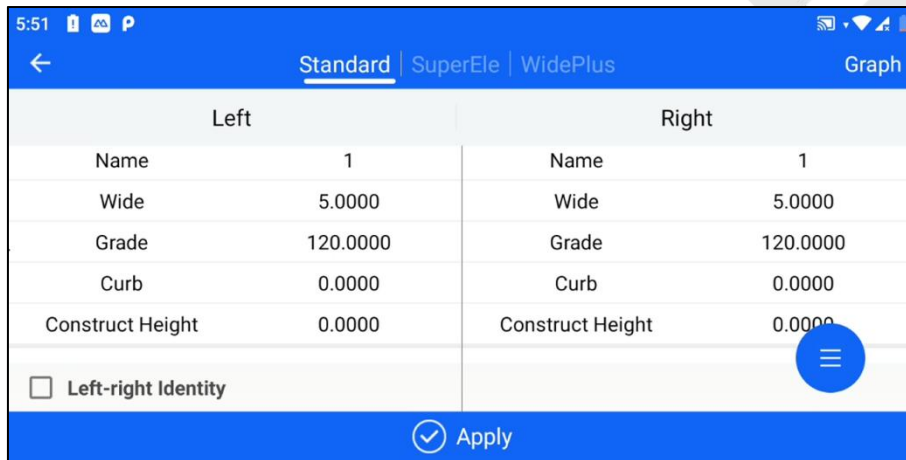 5:51
Standard | SuperEle | WidePlus Graph
Left Right
Name 1 Name 1
Wide 5.0000 Wide 5.0000
Grade 120.0000 Grade 120.0000
Curb 0.0000 Curb 0.0000
Construct Height 0.0000 Construct Height 0.0000
Left-right Identity
Apply